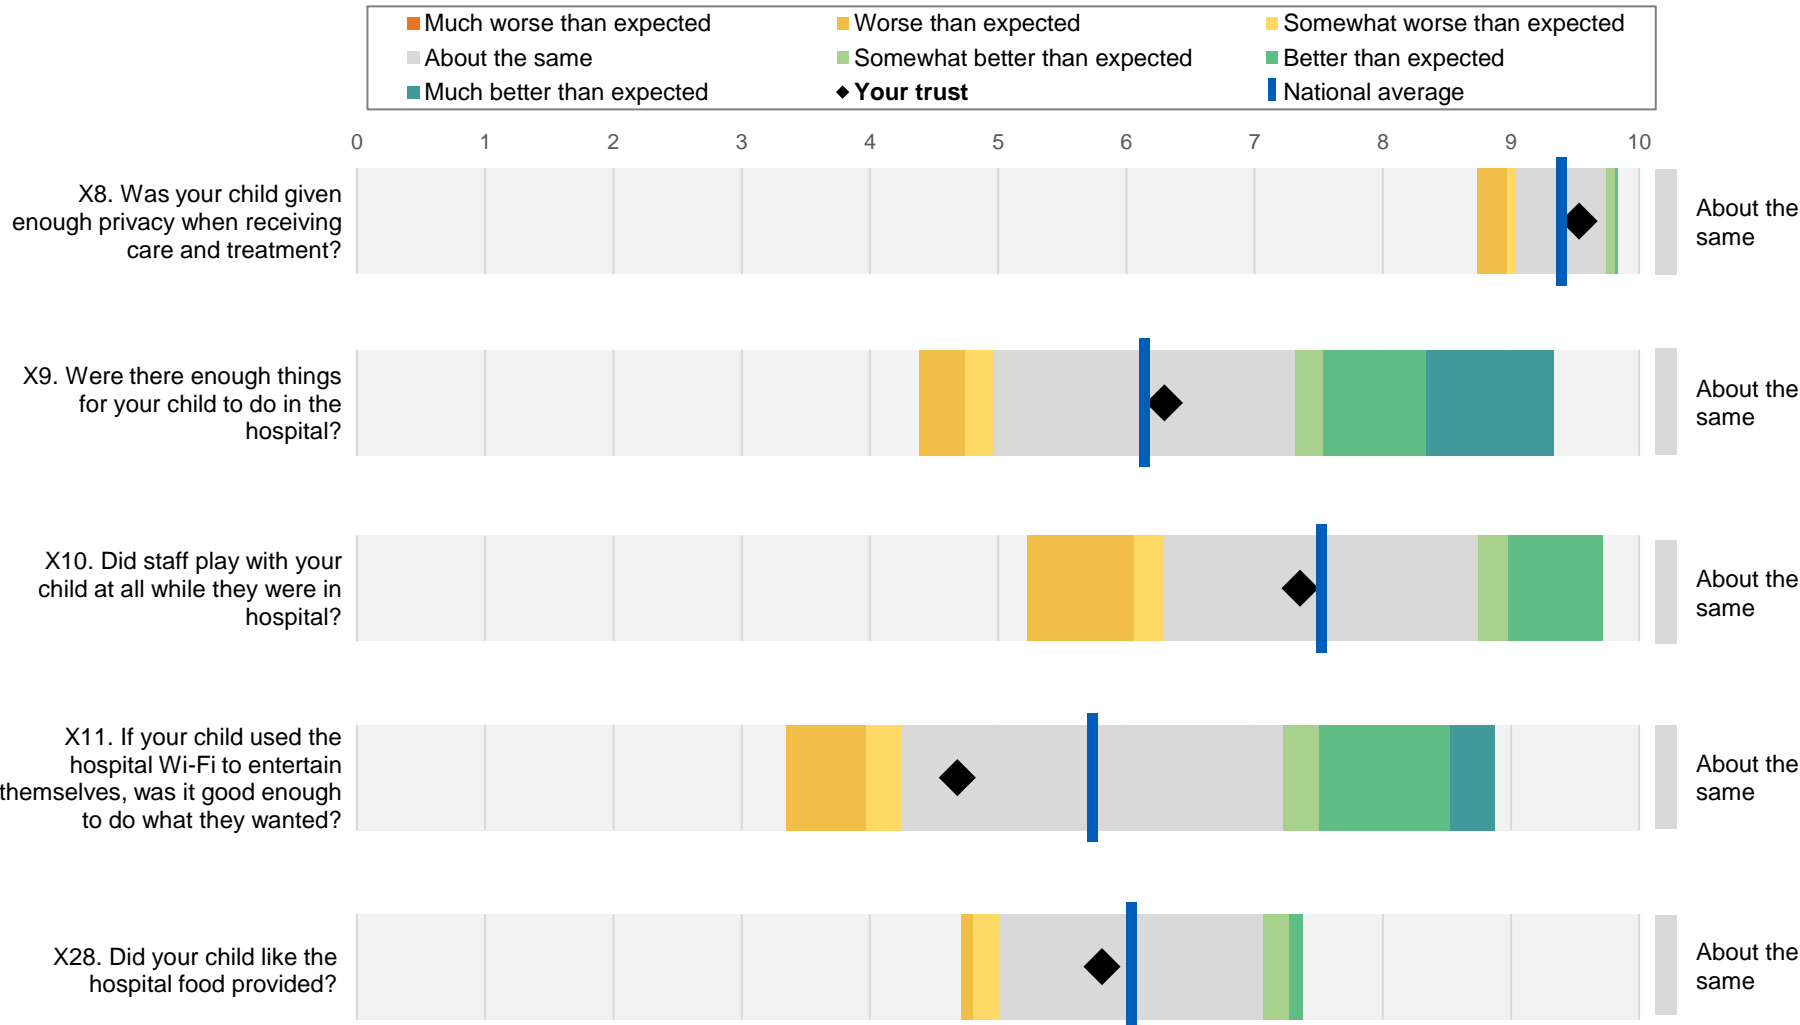 Much worse than expected
Worse than expected
Somewhat worse than expected
About the same
Somewhat better than expected
Better than expected
Much better than expected
Your trust
National average
0 1 2 3 4 5 6 7 8 9 10
X8. Was your child given
enough privacy when receiving
care and treatment?
About the
same
X9. Were there enough things
for your child to do in the
hospital?
About the
same
X10. Did staff play with your
child at all while they were in
hospital?
About the
same
X11. If your child used the
hospital Wi-Fi to entertain
themselves, was it good enough
to do what they wanted?
About the
same
X28. Did your child like the
hospital food provided?
About the
same